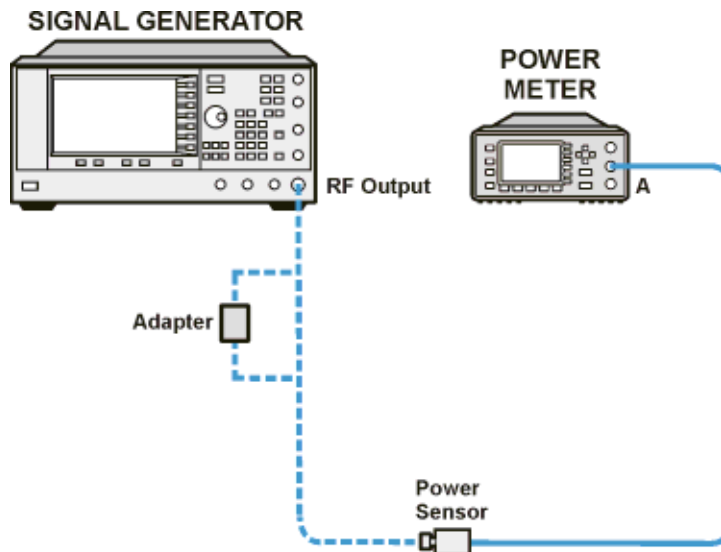 SIGNAL GENERATOR
POWER
METER
RF Output
A
Adapter
Power
Sensor